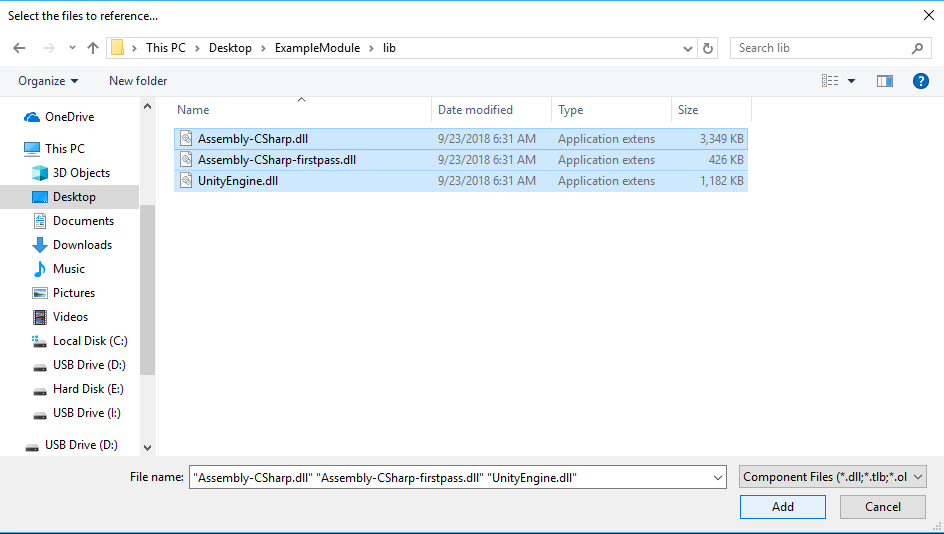 Select the files to reference...
This PC > Desktop > ExampleModule > lib
Search lib
Organize New folder
Name Date modified Type Size
OneDrive
This PC
3D Objects
Desktop
Documents
Downloads
Music
Pictures
Videos
Local Disk (C:)
USB Drive (D:)
Hard Disk (E:)
USB Drive (I:)
USB Drive (D:)
Assembly-CSharp.dll 9/23/2018 6:31 AM Application extens 3,349 KB
Assembly-CSharp-firstpass.dll 9/23/2018 6:31 AM Application extens 426 KB
UnityEngine.dll 9/23/2018 6:31 AM Application extens 1,182 KB
File name: "Assembly-CSharp.dll" "Assembly-CSharp-firstpass.dll" "UnityEngine.dll"
Component Files (*.dll;*.tlb;*.ol
Add Cancel